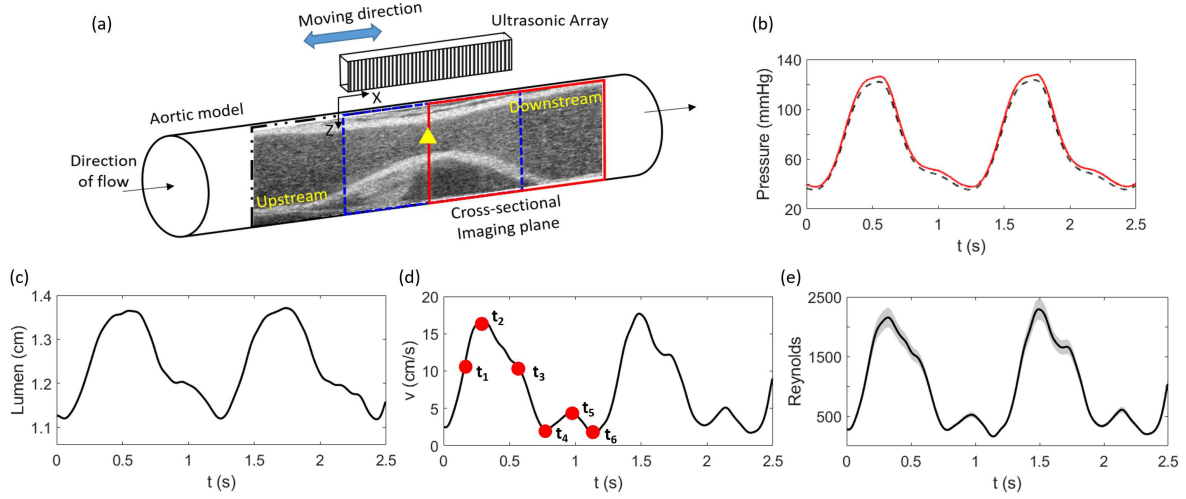 (a)
Moving direction
Ultrasonic Array
Aortic model
X
Z
Downstream
Direction
of flow
Upstream
Cross-sectional
Imaging plane
(b)
Pressure (mmHg)
140
100
60
20
0 0.5 1 1.5 2 2.5
t (s)
(c)
Lumen (cm)
1.4
1.3
1.2
1.1
0 0.5 1 1.5 2 2.5
t (s)
(d)
v (cm/s)
20
15
10
5
0
t₂
t₁
t₃
t₅
t₄
t₆
0 0.5 1 1.5 2 2.5
t (s)
(e)
Reynolds
2500
1500
500
0 0.5 1 1.5 2 2.5
t (s)